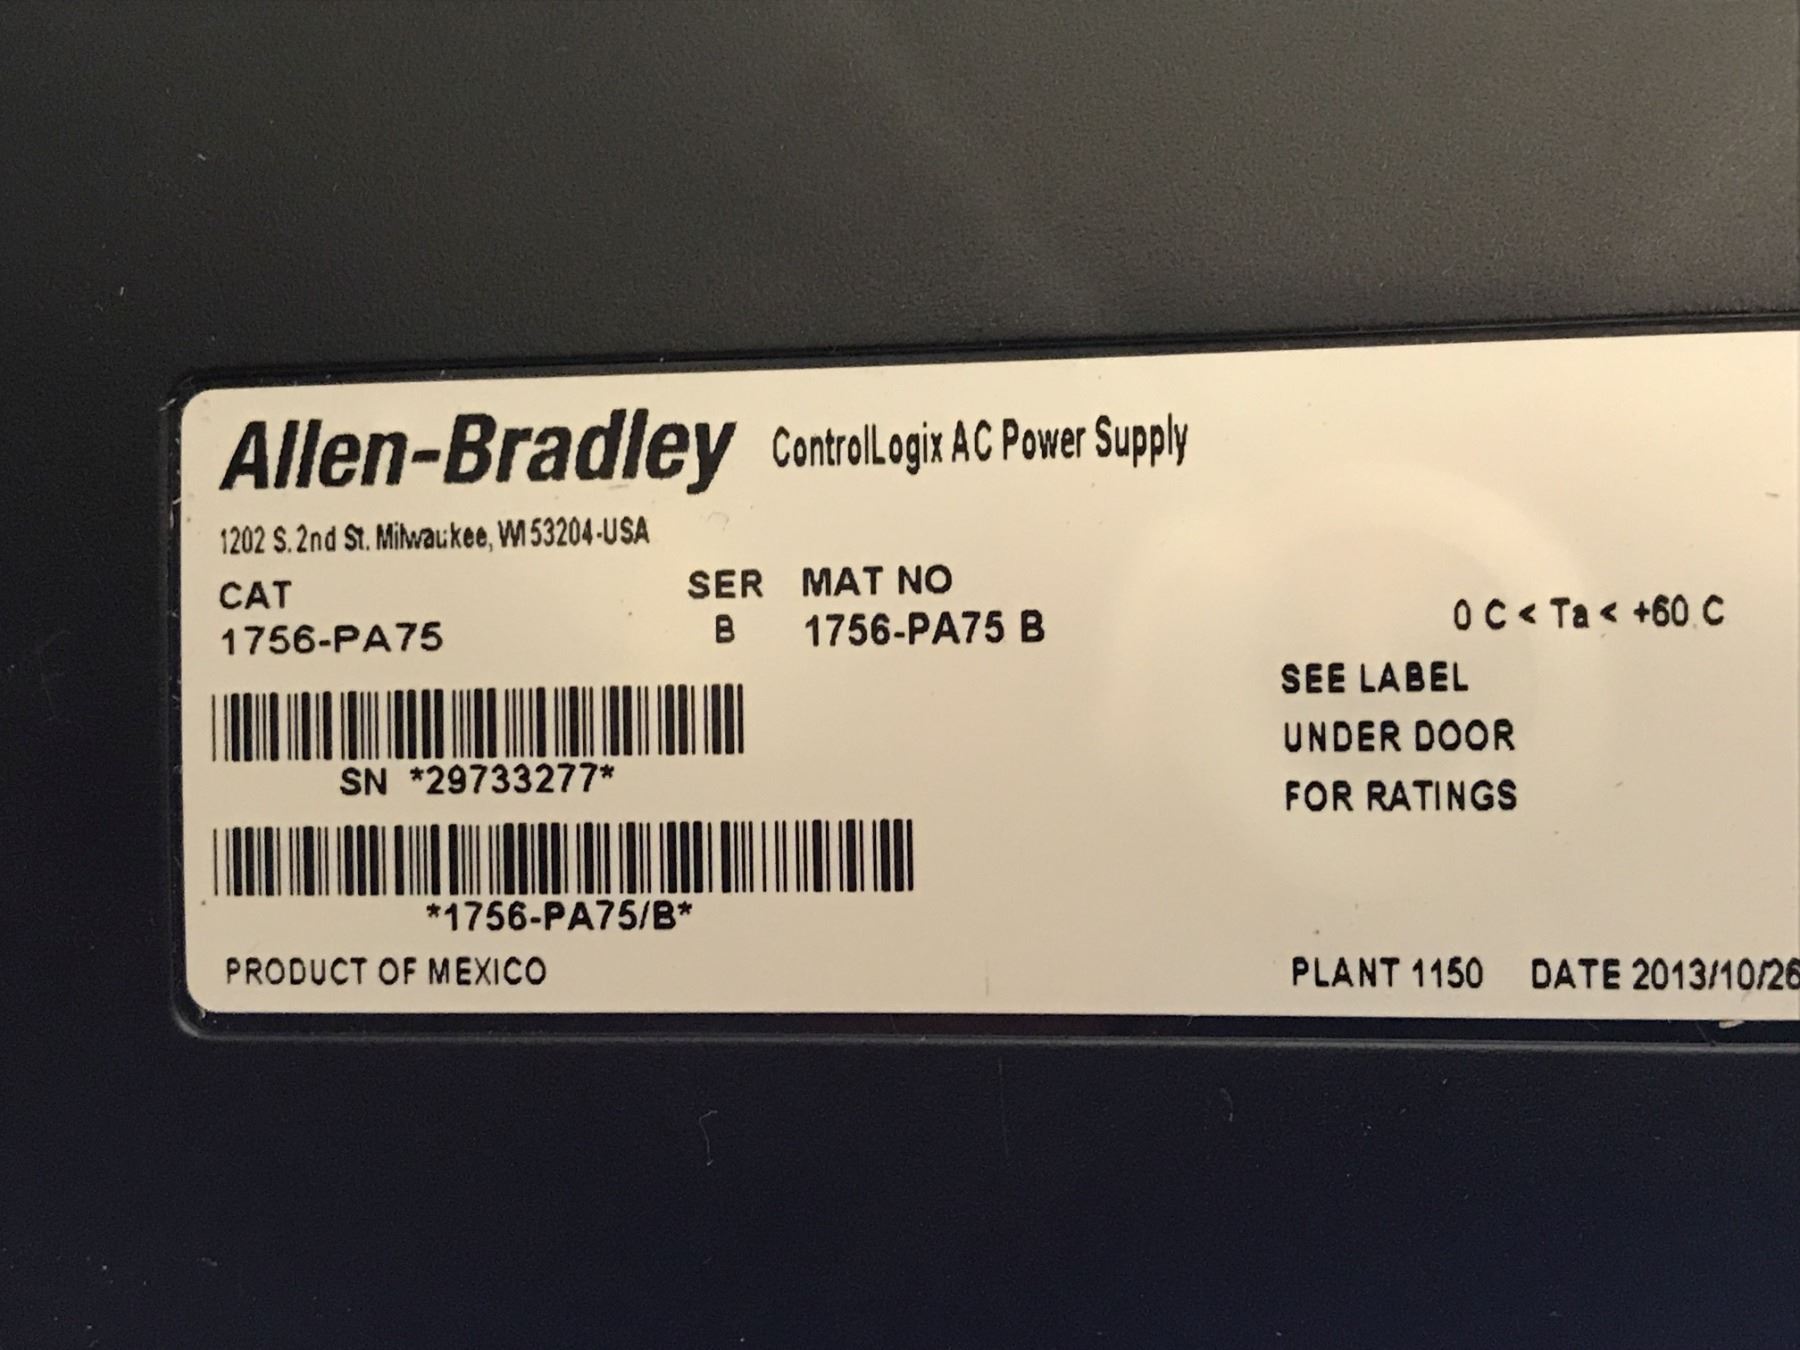 Allen-Bradley ControlLogix AC Power Supply
1202 S. 2nd St. Milwaukee, WI 53204-USA
CAT SER MAT NO
1756-PA75 B 1756-PA75 B
0 C < Ta < +60 C
SEE LABEL
UNDER DOOR
FOR RATINGS
SN *29733277*
*1756-PA75/B*
PRODUCT OF MEXICO PLANT 1150 DATE 2013/10/26